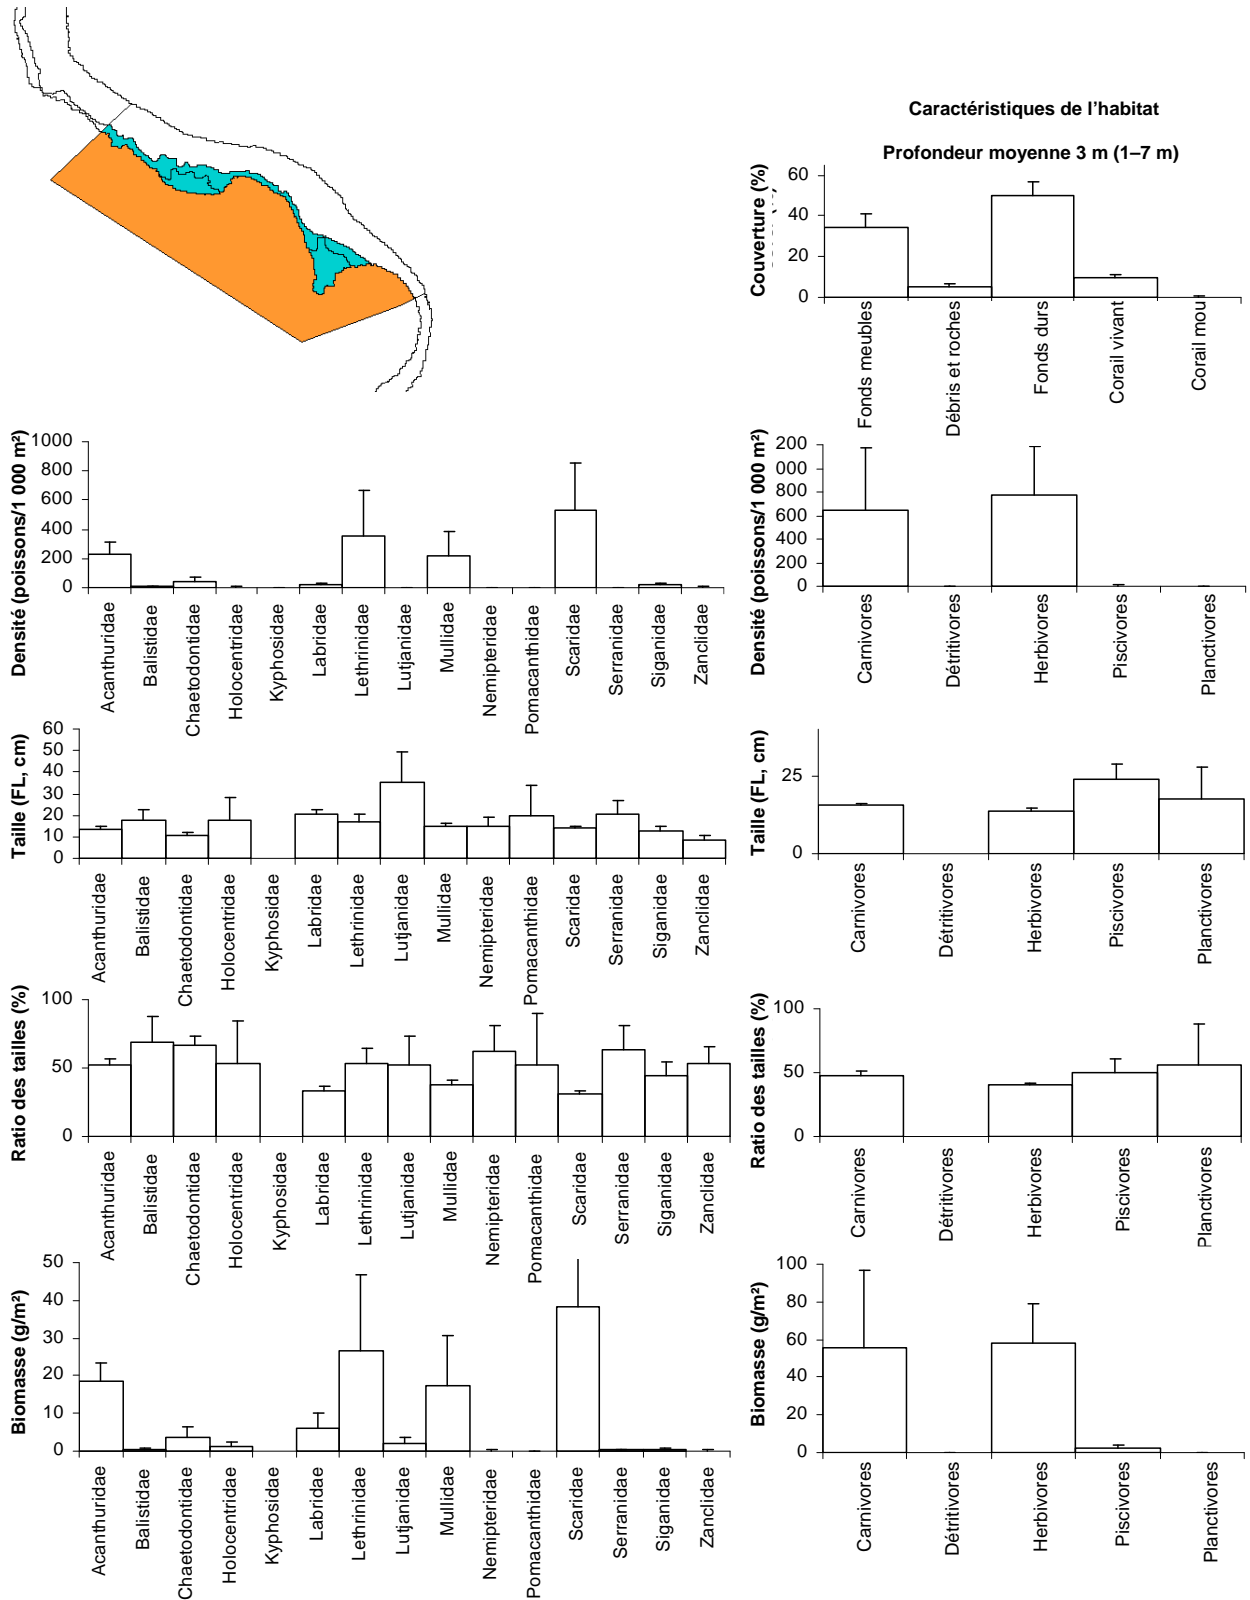 Caractéristiques de l'habitat
Profondeur moyenne 3 m (1–7 m)
Couverture (%)
60
40
20
0
Fonds meubles
Débris et roches
Fonds durs
Corail vivant
Corail mou
Densité (poissons/1 000 m²)
1000
800
600
400
200
0
Acanthuridae
Balistidae
Chaetodontidae
Holocentridae
Kyphosidae
Labridae
Lethrinidae
Lutjanidae
Mullidae
Nemipteridae
Pomacanthidae
Scaridae
Serranidae
Siganidae
Zanclidae
Densité (poissons/1 000 m²)
200
000
800
600
400
200
0
Carnivores
Détritivores
Herbivores
Piscivores
Planctivores
Taille (FL, cm)
60
50
40
30
20
10
0
Acanthuridae
Balistidae
Chaetodontidae
Holocentridae
Kyphosidae
Labridae
Lethrinidae
Lutjanidae
Mullidae
Nemipteridae
Pomacanthidae
Scaridae
Serranidae
Siganidae
Zanclidae
Taille (FL, cm)
25
0
Carnivores
Détritivores
Herbivores
Piscivores
Planctivores
Ratio des tailles (%)
100
50
0
Acanthuridae
Balistidae
Chaetodontidae
Holocentridae
Kyphosidae
Labridae
Lethrinidae
Lutjanidae
Mullidae
Nemipteridae
Pomacanthidae
Scaridae
Serranidae
Siganidae
Zanclidae
Ratio des tailles (%)
100
50
0
Carnivores
Détritivores
Herbivores
Piscivores
Planctivores
Biomasse (g/m²)
50
40
30
20
10
0
Acanthuridae
Balistidae
Chaetodontidae
Holocentridae
Kyphosidae
Labridae
Lethrinidae
Lutjanidae
Mullidae
Nemipteridae
Pomacanthidae
Scaridae
Serranidae
Siganidae
Zanclidae
Biomasse (g/m²)
100
80
60
40
20
0
Carnivores
Détritivores
Herbivores
Piscivores
Planctivores